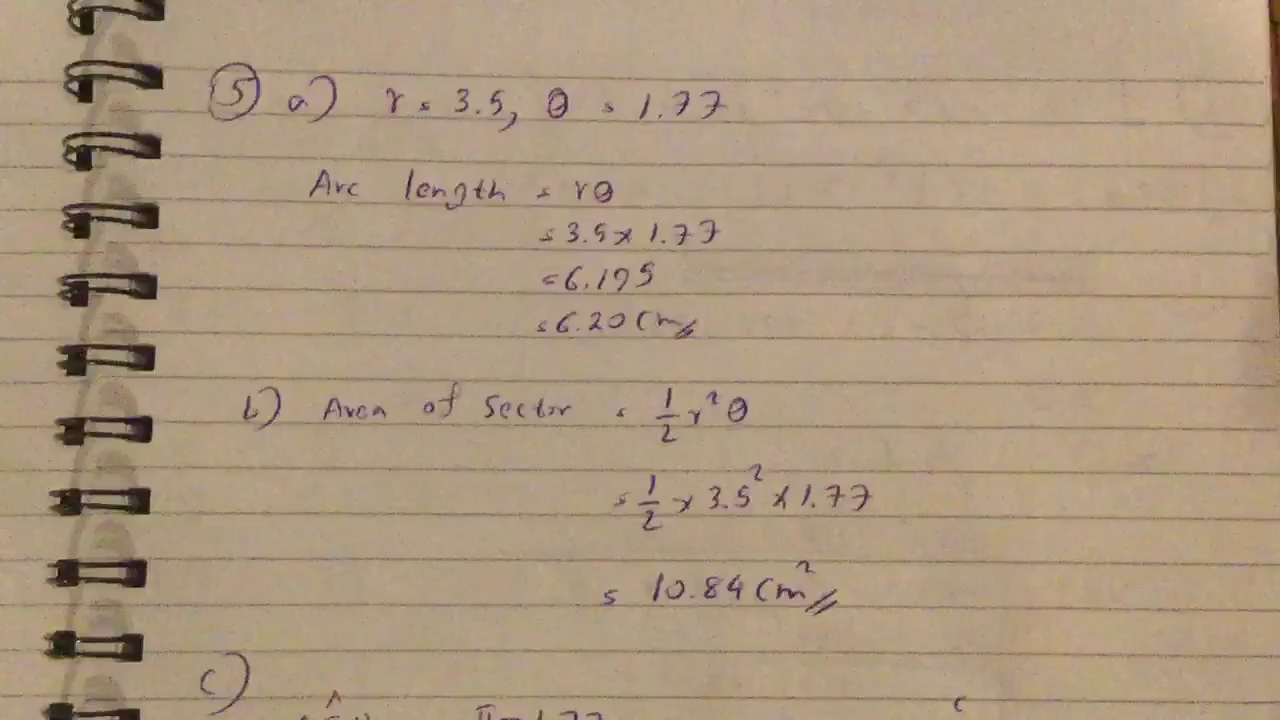 5 a) r = 3.5, θ = 1.77
Arc length = rθ
= 3.5 × 1.77
= 6.195
= 6.20 cm
b) Area of Sector = 1/2 r²θ
= 1/2 × 3.5² × 1.77
= 10.84 cm²
c)